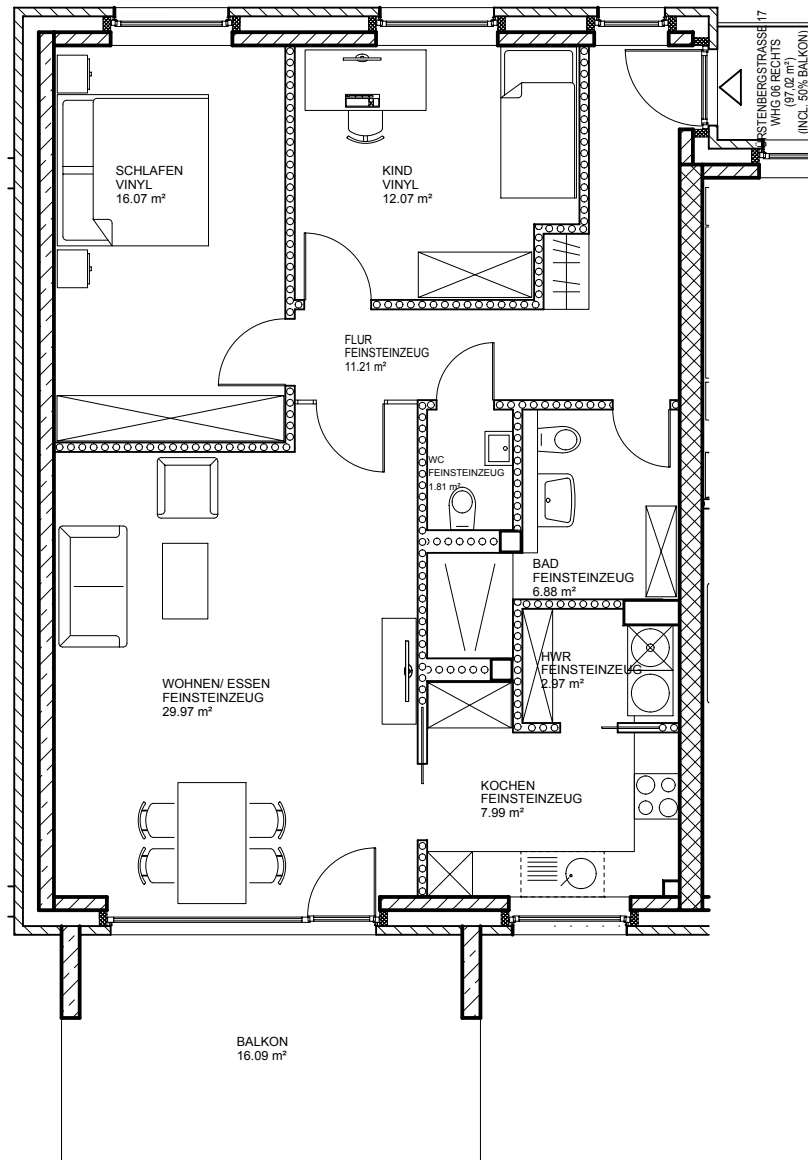 SCHLAFEN
VINYL
16.07 m²
KIND
VINYL
12.07 m²
RSTENBERGSTRASSE 17
WHG 06 RECHTS
(97,02 m²)
(INCL. 50% BALKON)
FLUR
FEINSTEINZEUG
11.21 m²
WC
FEINSTEINZEUG
1.81 m²
BAD
FEINSTEINZEUG
6.88 m²
HWR
FEINSTEINZEUG
2.97 m²
WOHNEN/ ESSEN
FEINSTEINZEUG
29.97 m²
KOCHEN
FEINSTEINZEUG
7.99 m²
BALKON
16.09 m²